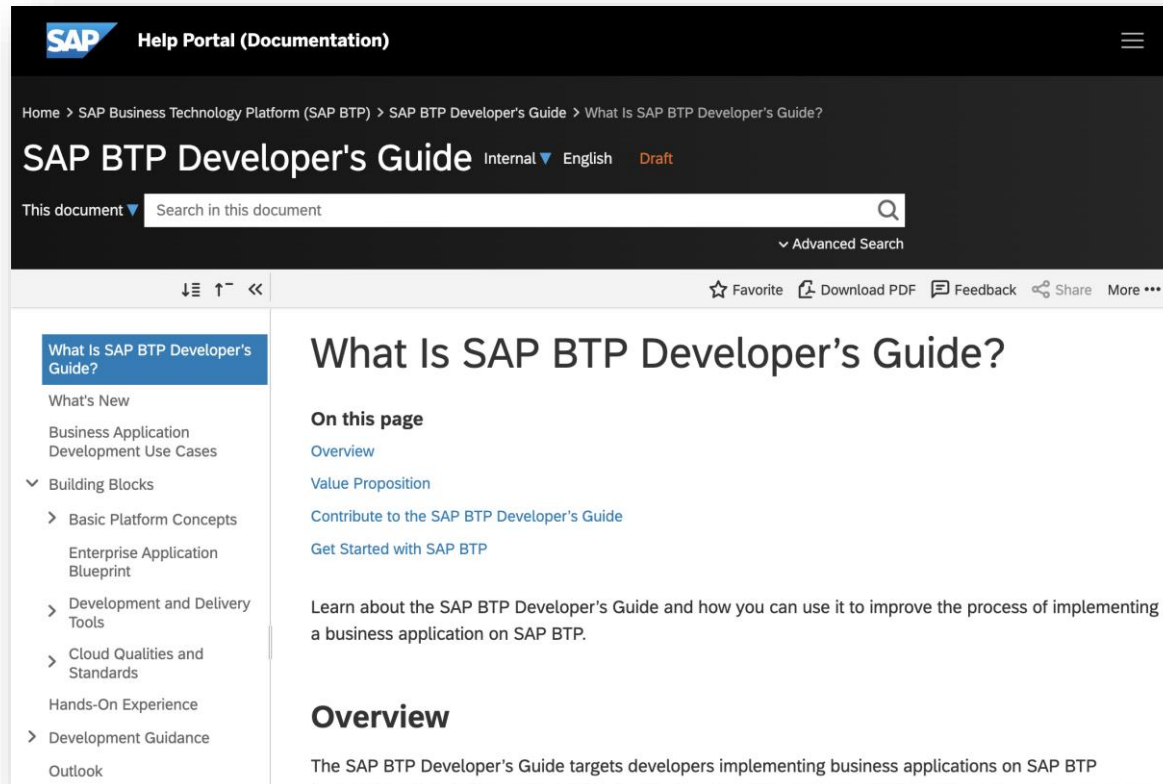 SAP Help Portal (Documentation)
Home > SAP Business Technology Platform (SAP BTP) > SAP BTP Developer's Guide > What Is SAP BTP Developer's Guide?
SAP BTP Developer's Guide Internal English Draft
This document Search in this document
Advanced Search
Favorite Download PDF Feedback Share More •••
What Is SAP BTP Developer's
Guide?
What's New
Business Application
Development Use Cases
Building Blocks
Basic Platform Concepts
Enterprise Application
Blueprint
Development and Delivery
Tools
Cloud Qualities and
Standards
Hands-On Experience
Development Guidance
Outlook
What Is SAP BTP Developer's Guide?
On this page
Overview
Value Proposition
Contribute to the SAP BTP Developer's Guide
Get Started with SAP BTP
Learn about the SAP BTP Developer's Guide and how you can use it to improve the process of implementing
a business application on SAP BTP.
Overview
The SAP BTP Developer's Guide targets developers implementing business applications on SAP BTP